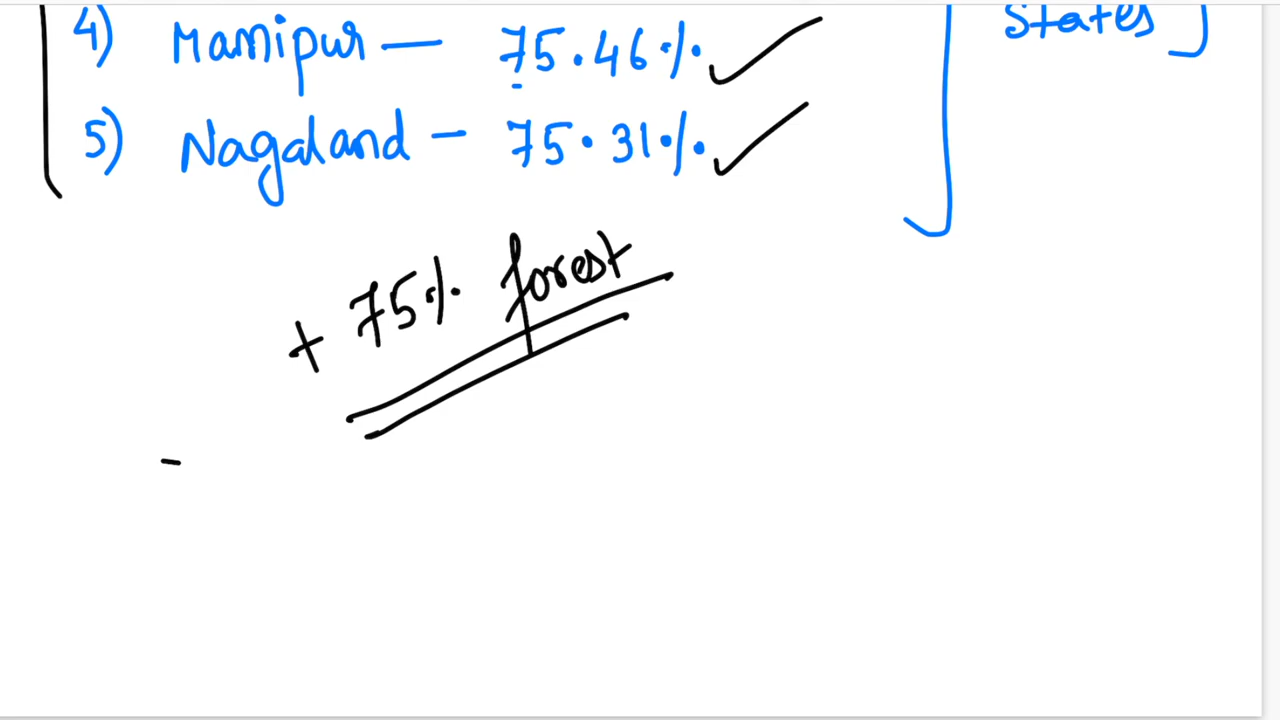 4) Manipur — 75.46%
States]
5) Nagaland - 75.31%
+ 75% forest
-